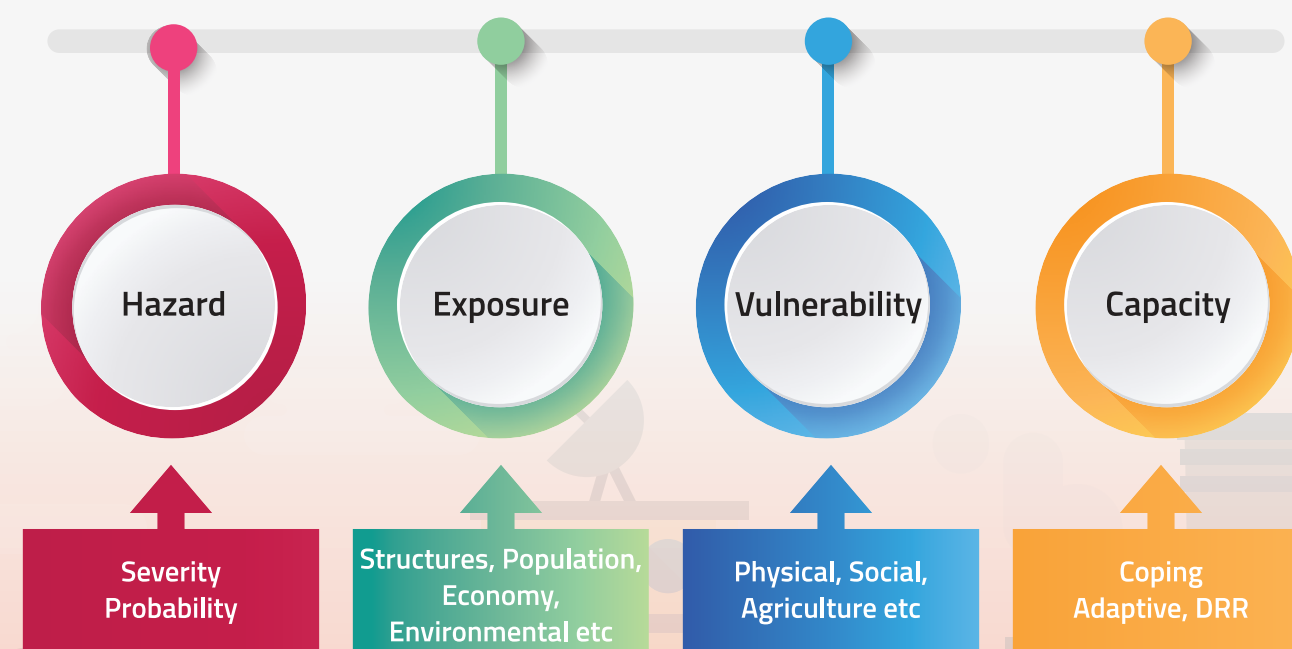 Hazard
Exposure
Vulnerability
Capacity
Severity
Probability
Structures, Population,
Economy,
Environmental etc
Physical, Social,
Agriculture etc
Coping
Adaptive, DRR